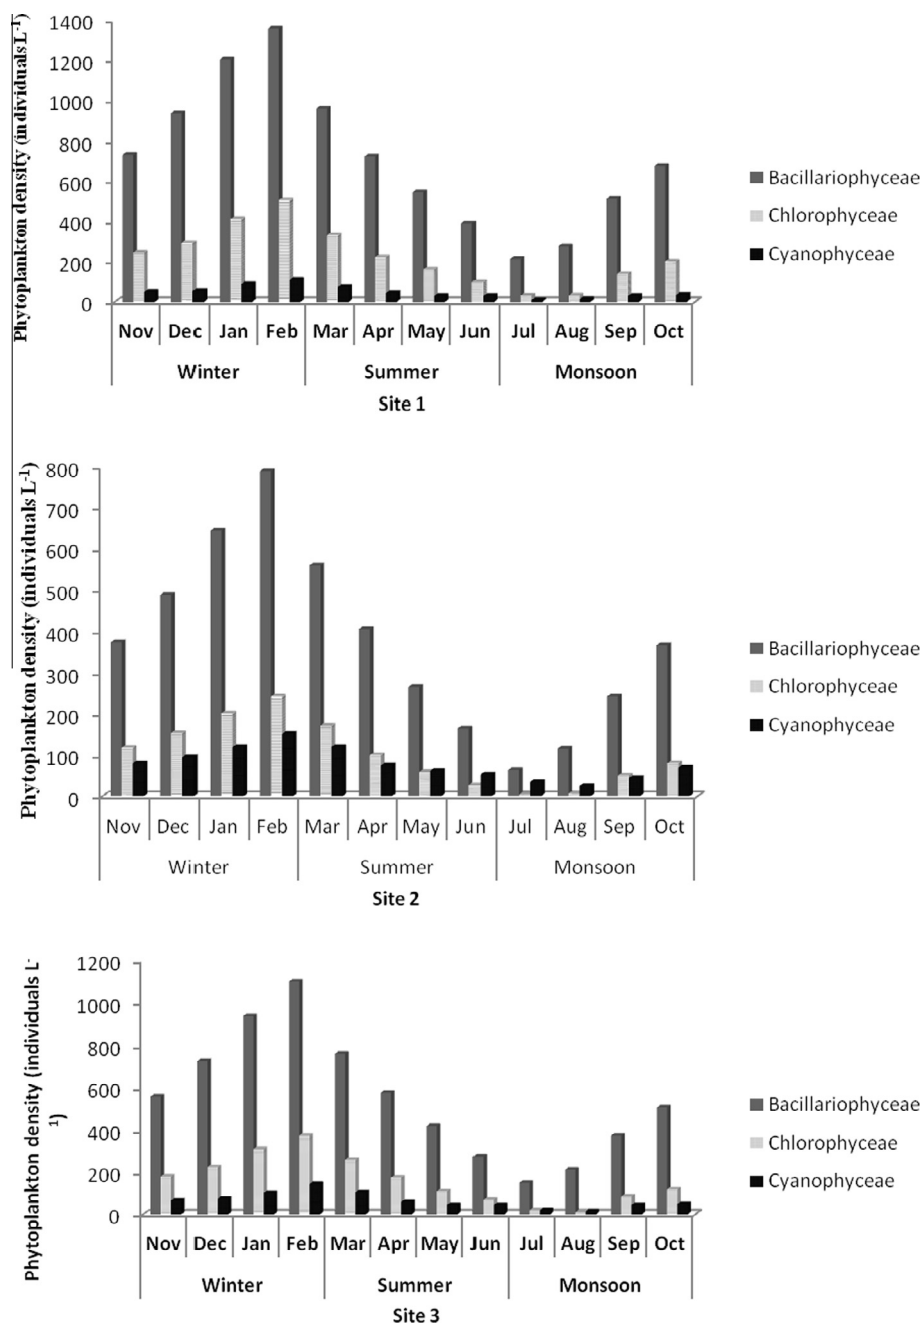 Phytoplankton density (individuals L-1)
1400
1200
1000
800
600
400
200
0
Nov Dec Jan Feb Mar Apr May Jun Jul Aug Sep Oct
Winter Summer Monsoon
Site 1
Bacillariophyceae
Chlorophyceae
Cyanophyceae
Phytoplankton density (individuals L-1)
800
700
600
500
400
300
200
100
0
Nov Dec Jan Feb Mar Apr May Jun Jul Aug Sep Oct
Winter Summer Monsoon
Site 2
Bacillariophyceae
Chlorophyceae
Cyanophyceae
Phytoplankton density (individuals L-
1)
1200
1000
800
600
400
200
0
Nov Dec Jan Feb Mar Apr May Jun Jul Aug Sep Oct
Winter Summer Monsoon
Site 3
Bacillariophyceae
Chlorophyceae
Cyanophyceae